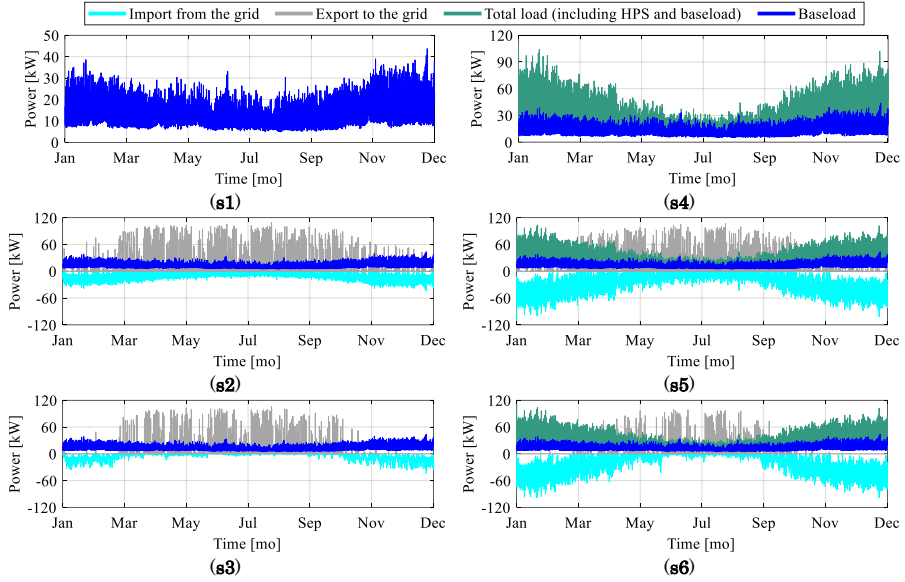 Import from the grid Export to the grid Total load (including HPS and baseload) Baseload
Power [kW]
50
40
30
20
10
0
Jan Mar May Jul Sep Nov Dec
Time [mo]
(s1)
Power [kW]
120
90
60
30
0
Jan Mar May Jul Sep Nov Dec
Time [mo]
(s4)
Power [kW]
120
60
0
-60
-120
Jan Mar May Jul Sep Nov Dec
Time [mo]
(s2)
Power [kW]
120
60
0
-60
-120
Jan Mar May Jul Sep Nov Dec
Time [mo]
(s5)
Power [kW]
120
60
0
-60
-120
Jan Mar May Jul Sep Nov Dec
Time [mo]
(s3)
Power [kW]
120
60
0
-60
-120
Jan Mar May Jul Sep Nov Dec
Time [mo]
(s6)